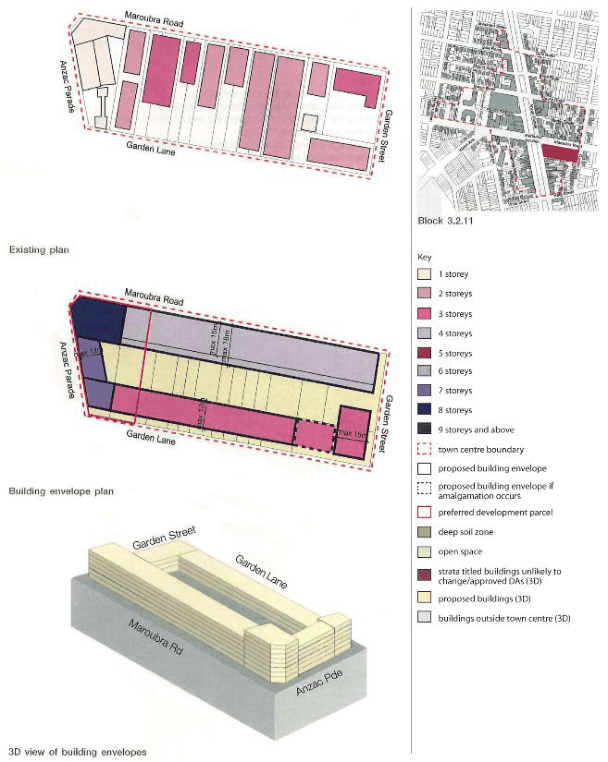 Maroubra Road
Anzac Parade
Garden Street
Garden Lane
Existing plan
Maroubra Road
max 15m
max 18m
max 12m
Anzac Parade
max 12m
max 15m
Garden Street
Garden Lane
Building envelope plan
Garden Street
Garden Lane
Maroubra Rd
Anzac Pde
3D view of building envelopes
Block 3.2.11
Key
1 storey
2 storeys
3 storeys
4 storeys
5 storeys
6 storeys
7 storeys
8 storeys
9 storeys and above
town centre boundary
proposed building envelope
proposed building envelope if
amalgamation occurs
preferred development parcel
deep soil zone
open space
strata titled buildings unlikely to
change/approved DAs (3D)
proposed buildings (3D)
buildings outside town centre (3D)